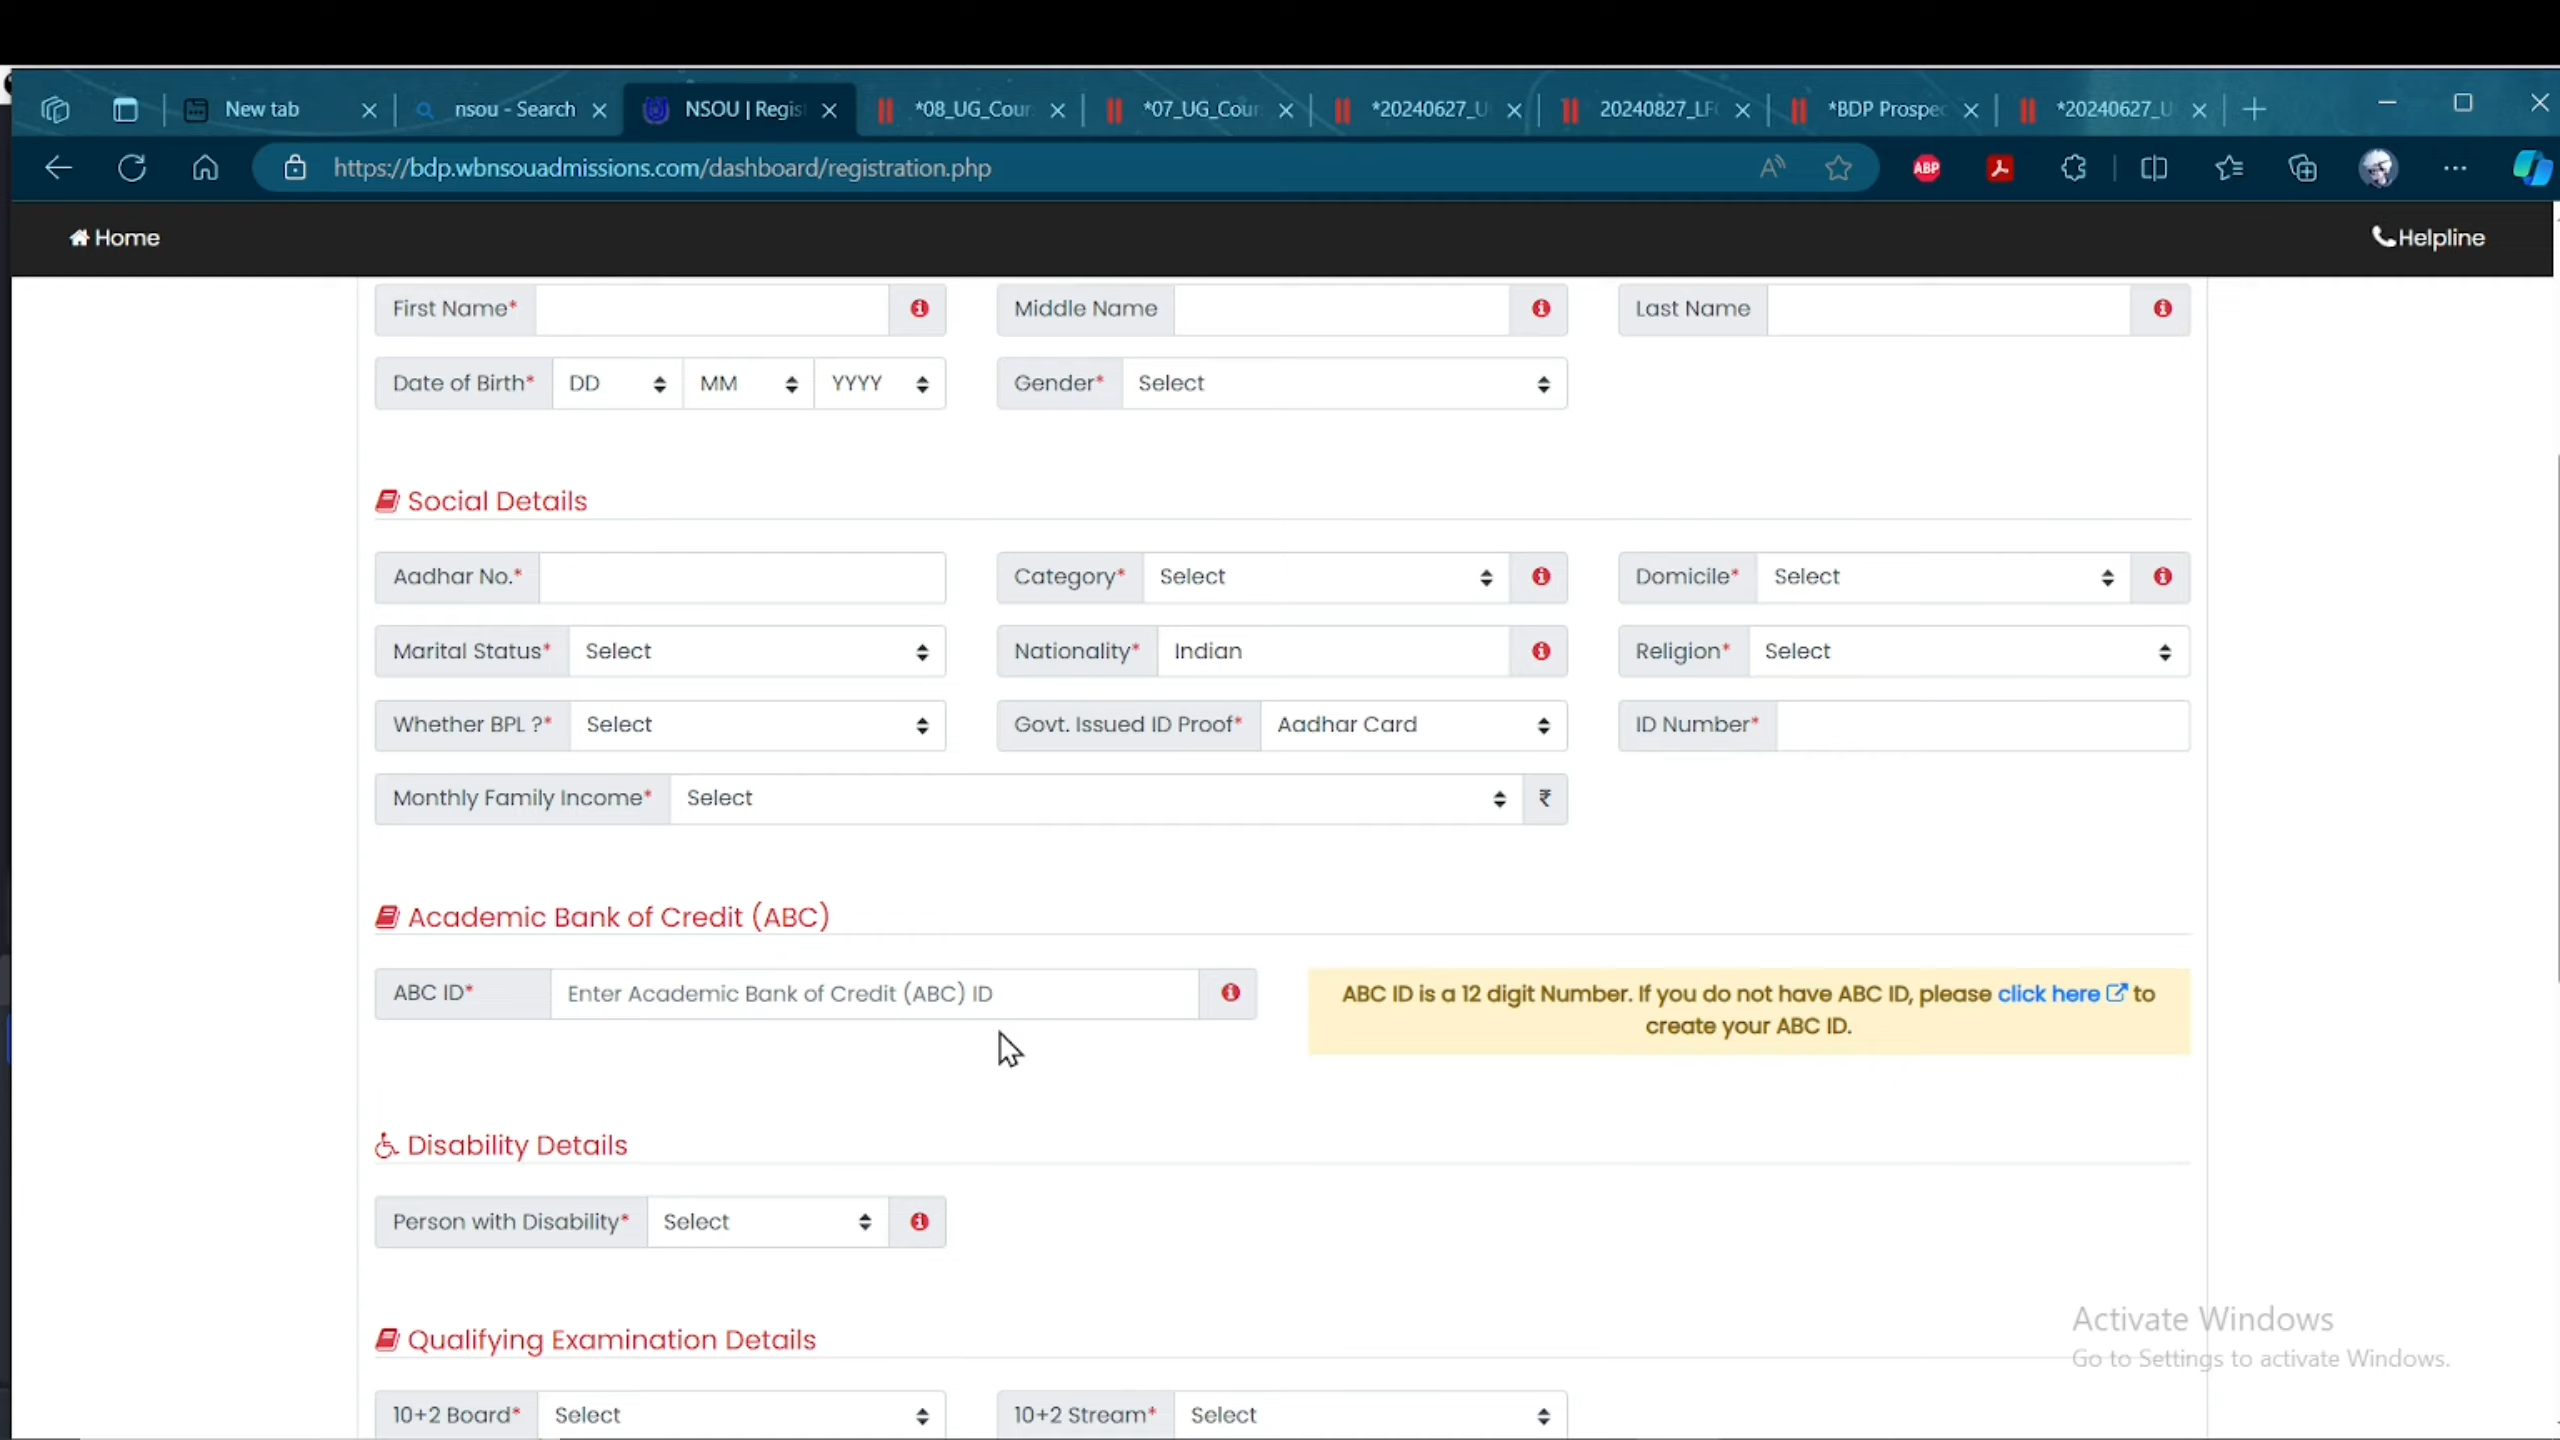 New tab
nsou - Search
NSOU | Regis
*08_UG_Cour
*07_UG_Cour
*20240627_U
20240827_LF
*BDP Prospec
*20240627_U
https://bdp.wbnsouadmissions.com/dashboard/registration.php
ABP
Home
Helpline
First Name*
Middle Name
Last Name
Date of Birth* DD MM YYYY
Gender* Select
Social Details
Aadhar No.*
Category* Select
Domicile* Select
Marital Status* Select
Nationality* Indian
Religion* Select
Whether BPL ?* Select
Govt. Issued ID Proof* Aadhar Card
ID Number*
Monthly Family Income* Select ₹
Academic Bank of Credit (ABC)
ABC ID* Enter Academic Bank of Credit (ABC) ID
ABC ID is a 12 digit Number. If you do not have ABC ID, please click here to
create your ABC ID.
Disability Details
Person with Disability* Select
Qualifying Examination Details
10+2 Board* Select
10+2 Stream* Select
Activate Windows
Go to Settings to activate Windows.